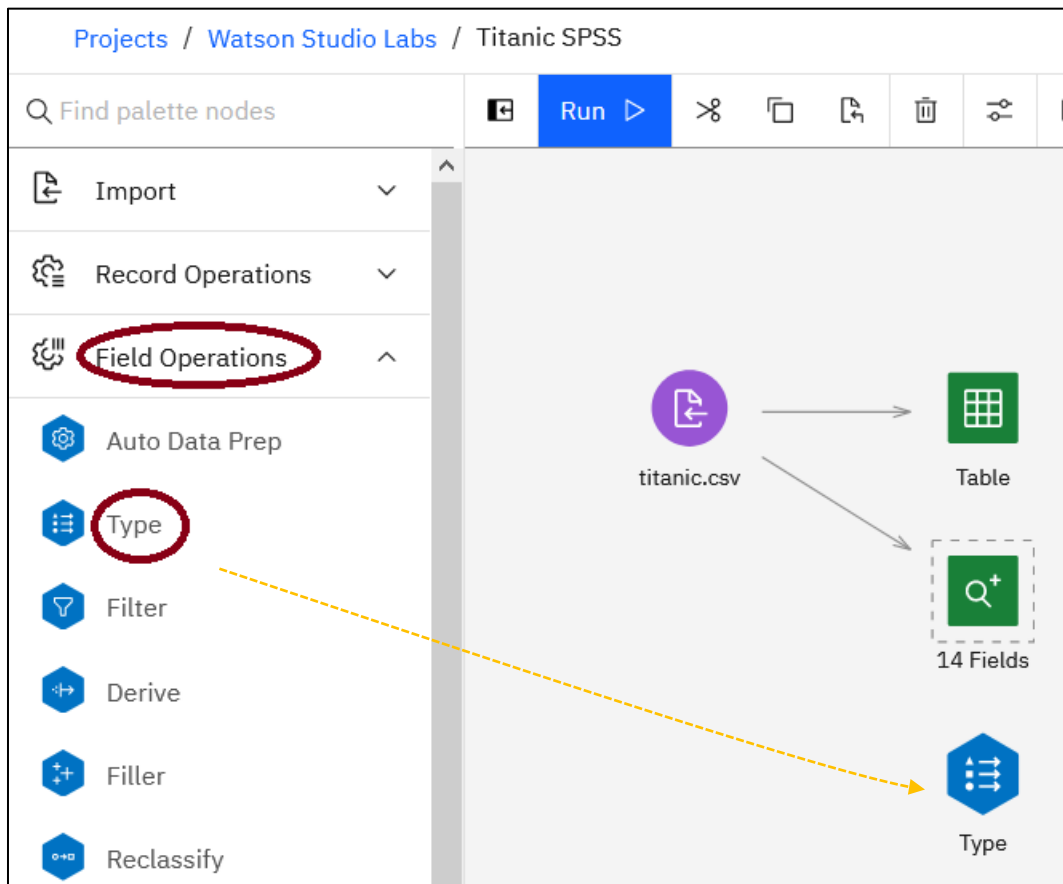 Projects / Watson Studio Labs / Titanic SPSS
Find palette nodes
Run
Import
Record Operations
Field Operations
Auto Data Prep
Type
Filter
Derive
Filler
Reclassify
titanic.csv
Table
14 Fields
Type